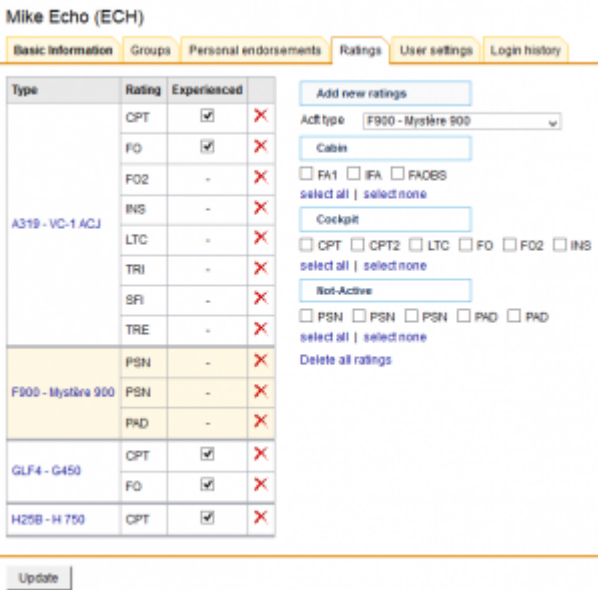 Mike Echo (ECH)
Basic Information Groups Personal endorsements Ratings User settings Login history
Type Rating Experienced
A319 - VC-1 ACJ
CPT
FO
FO2 -
INS -
LTC -
TRI -
SFI -
TRE -
F900 - Mystère 900
PSN -
PSN -
PAD -
GLF4 - G450
CPT
FO
H25B - H 750
CPT
Add new ratings
Acft type F900 - Mystère 900
Cabin
FA1 IFA FAOBS
select all | select none
Cockpit
CPT CPT2 LTC FO FO2 INS
select all | select none
Not-Active
PSN PSN PSN PAD PAD
select all | select none
Delete all ratings
Update